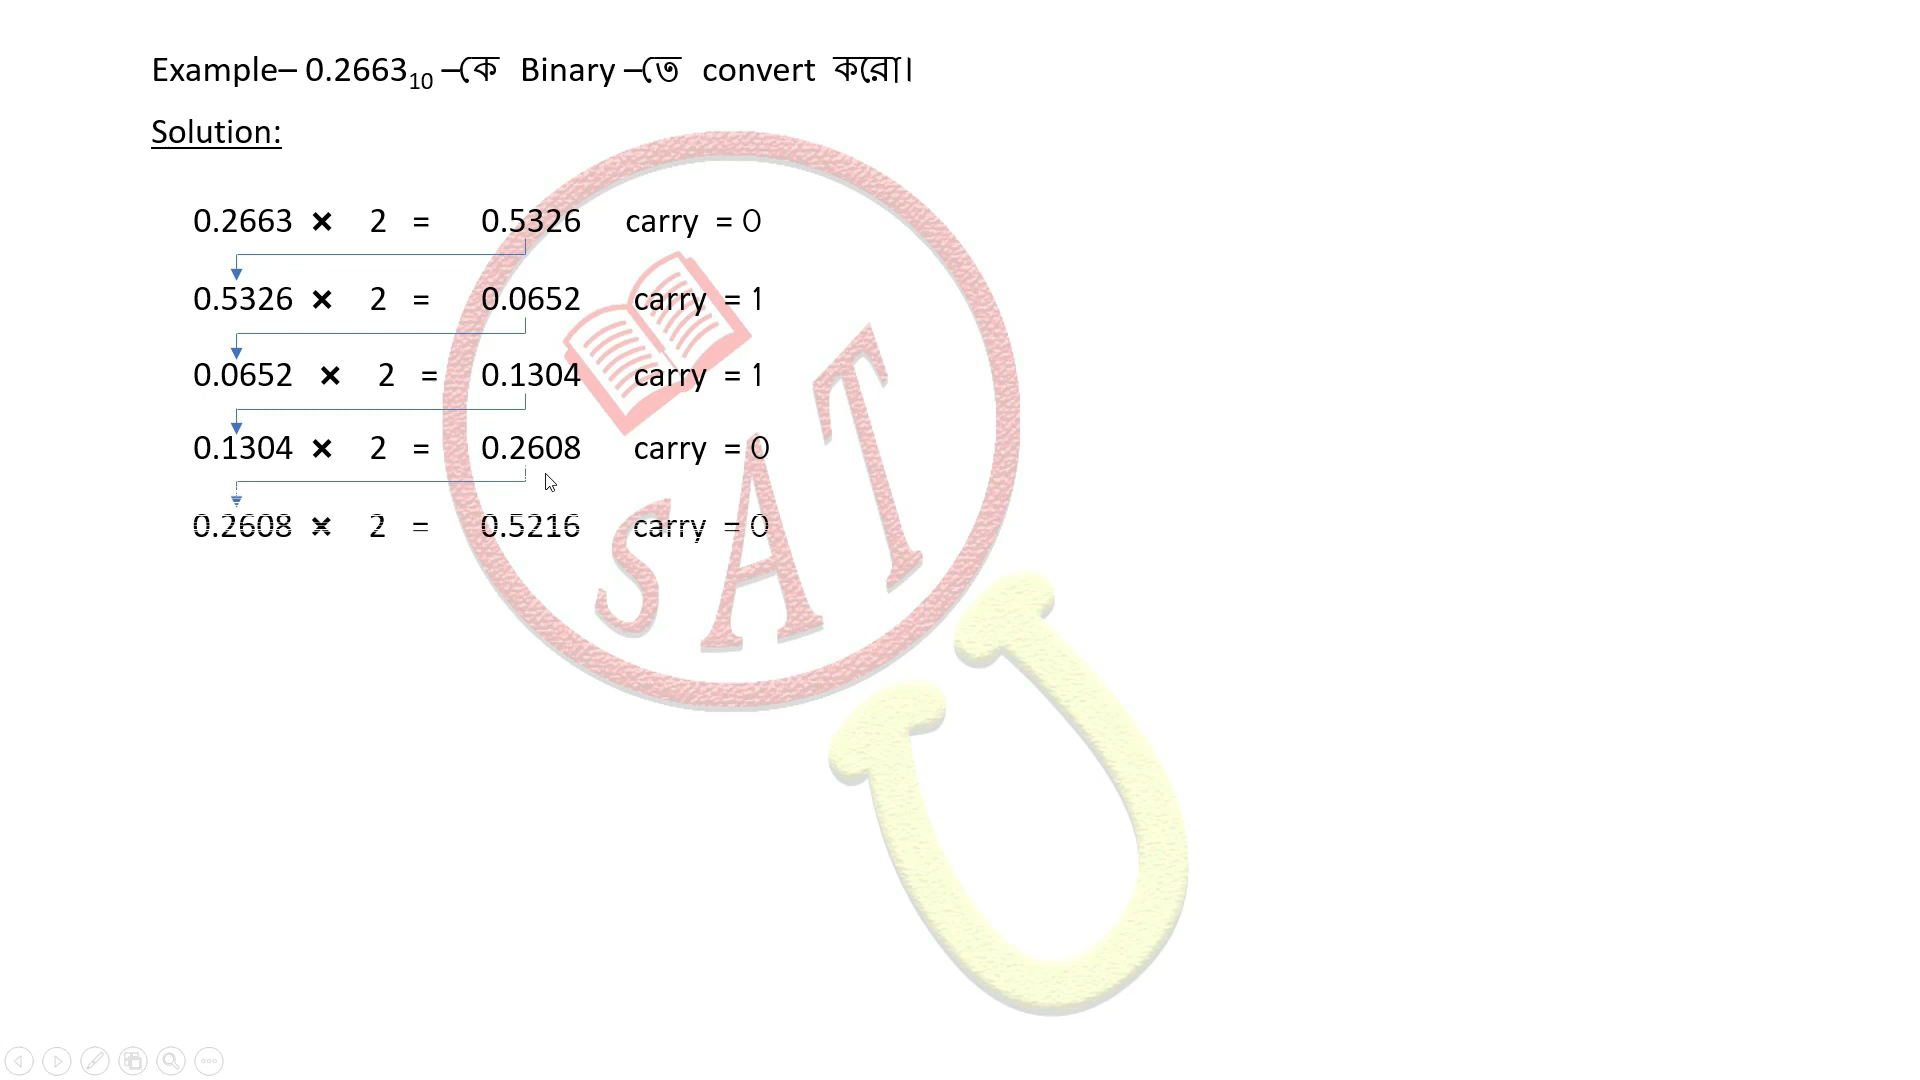 Example– 0.2663₁₀ –কে Binary –তে convert করো।
Solution:
0.2663 × 2 = 0.5326 carry = 0
0.5326 × 2 = 0.0652 carry = 1
0.0652 × 2 = 0.1304 carry = 1
0.1304 × 2 = 0.2608 carry = 0
0.2608 × 2 = 0.5216 carry = 0
SAT
U